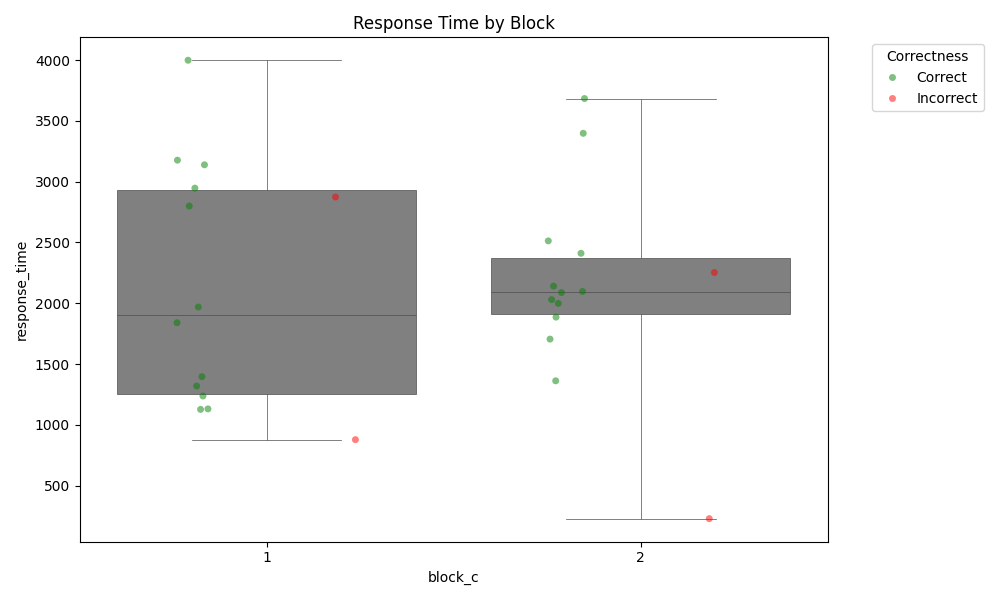 Response Time by Block
response_time
4000
3500
3000
2500
2000
1500
1000
500
1
2
block_c
Correctness
Correct
Incorrect